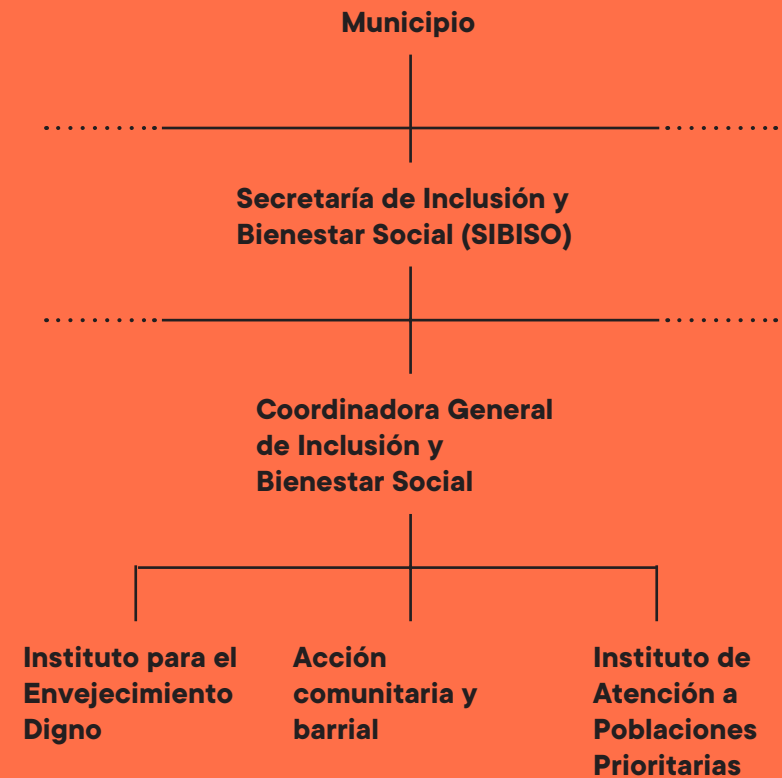 Municipio
Secretaría de Inclusión y
Bienestar Social (SIBISO)
Coordinadora General
de Inclusión y
Bienestar Social
Instituto para el
Envejecimiento
Digno
Acción
comunitaria y
barrial
Instituto de
Atención a
Poblaciones
Prioritarias